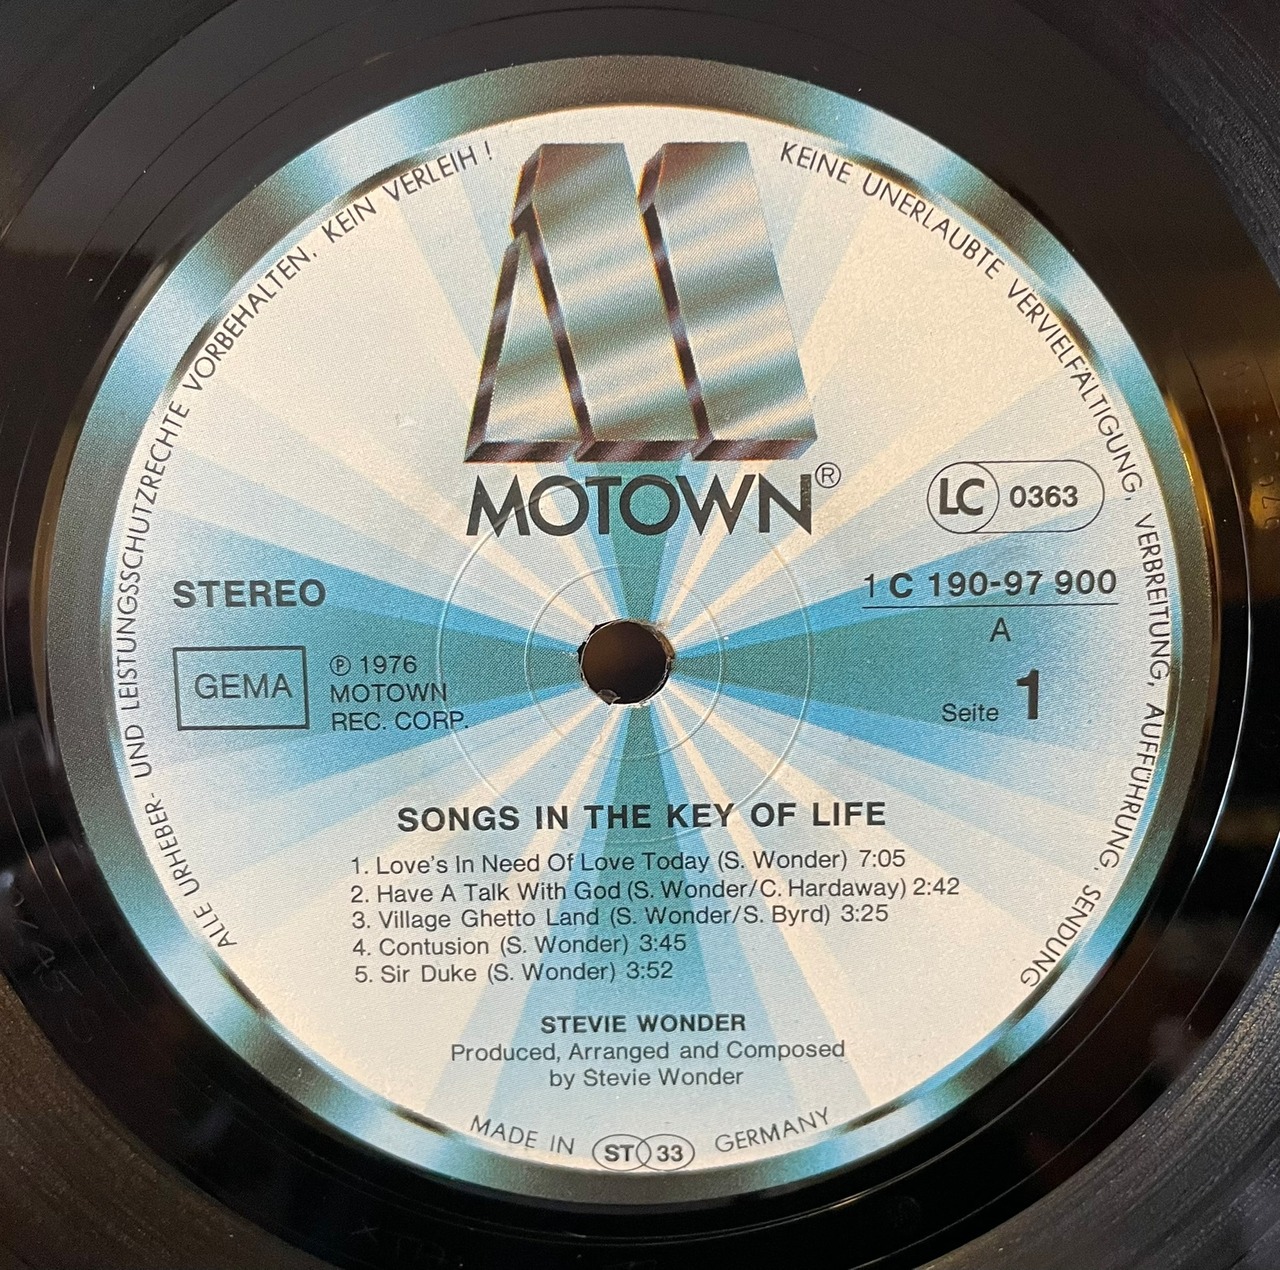 ALLE URHEBER- UND LEISTUNGSSCHUTZRECHTE VORBEHALTEN. KEIN VERLEIH !
KEINE UNERLAUBTE VERVIELFÄLTIGUNG, VERBREITUNG, AUFFÜHRUNG, SENDUNG
MOTOWN®
LC 0363
STEREO
1 C 190-97 900
A
GEMA
℗ 1976
MOTOWN
REC. CORP.
Seite 1
SONGS IN THE KEY OF LIFE
1. Love's In Need Of Love Today (S. Wonder) 7:05
2. Have A Talk With God (S. Wonder/C. Hardaway) 2:42
3. Village Ghetto Land (S. Wonder/S. Byrd) 3:25
4. Contusion (S. Wonder) 3:45
5. Sir Duke (S. Wonder) 3:52
STEVIE WONDER
Produced, Arranged and Composed
by Stevie Wonder
MADE IN ST 33 GERMANY